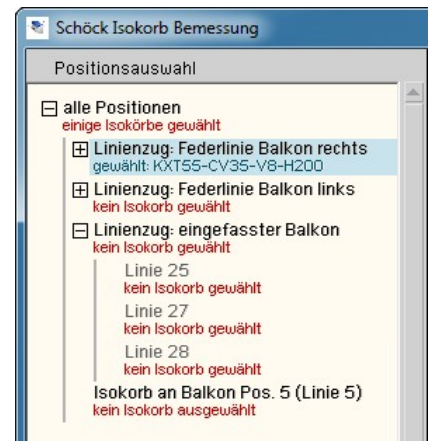 Schöck Isokorb Bemessung
Positionsauswahl
alle Positionen
einige Isokörbe gewählt
Linienzug: Federlinie Balkon rechts
gewählt: KXT55-CV35-V8-H200
Linienzug: Federlinie Balkon links
kein Isokorb gewählt
Linienzug: eingefasster Balkon
kein Isokorb gewählt
Linie 25
kein Isokorb gewählt
Linie 27
kein Isokorb gewählt
Linie 28
kein Isokorb gewählt
Isokorb an Balkon Pos. 5 (Linie 5)
kein Isokorb ausgewählt